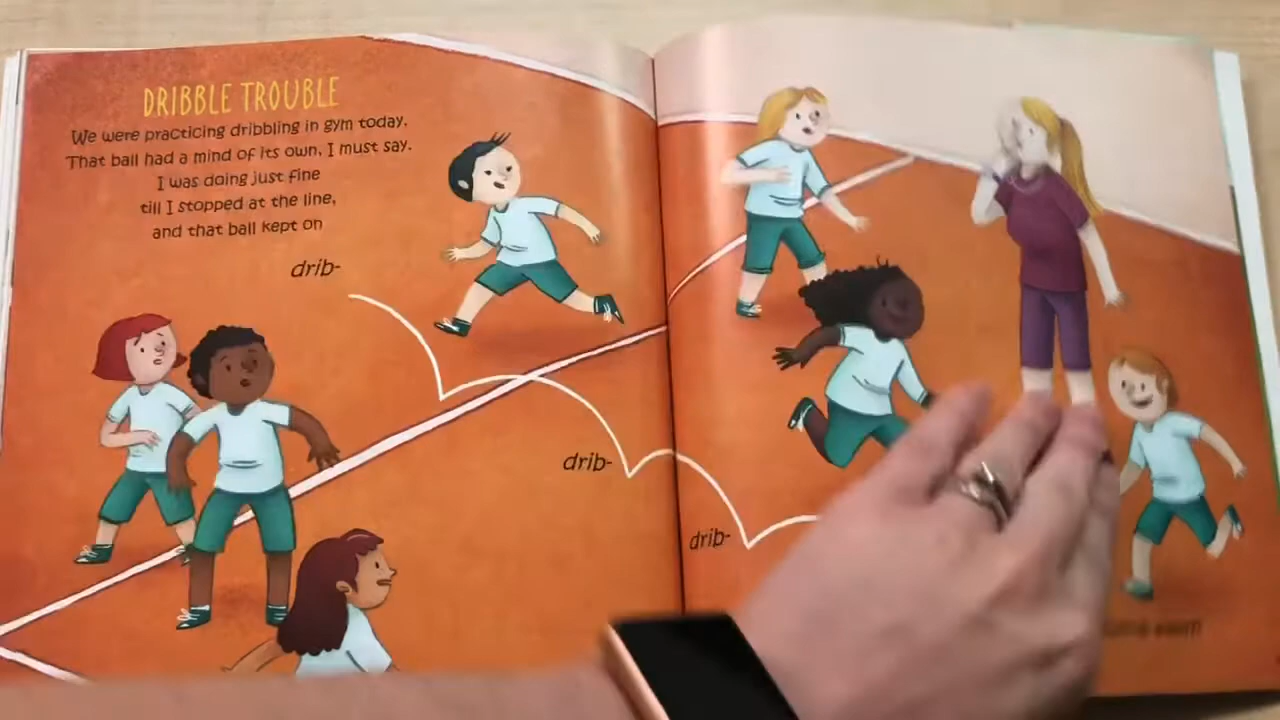 DRIBBLE TROUBLE
We were practicing dribbling in gym today.
That ball had a mind of its own, I must say.
I was doing just fine
till I stopped at the line,
and that ball kept on
drib-
drib-
drib-